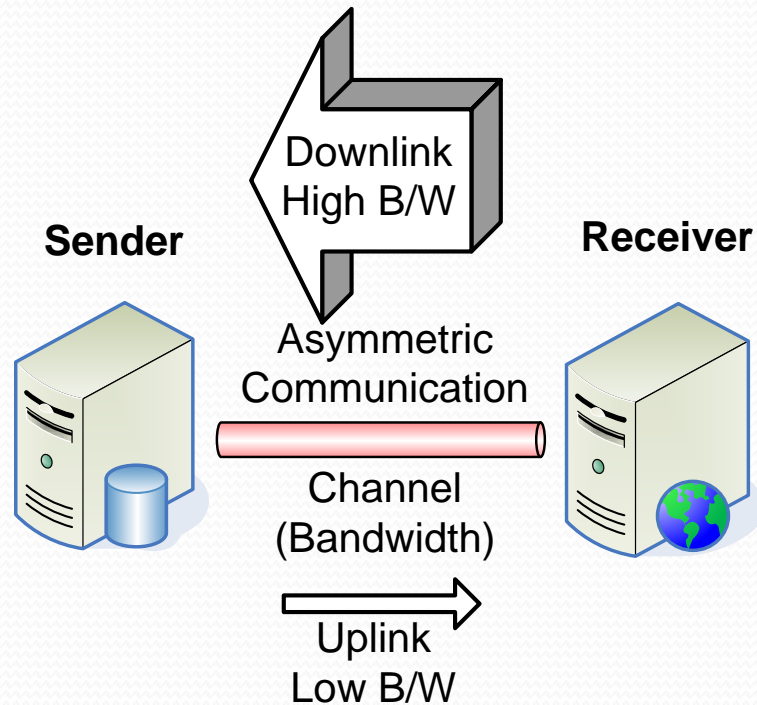 Downlink
High B/W
Sender
Receiver
Asymmetric
Communication
Channel
(Bandwidth)
Uplink
Low B/W